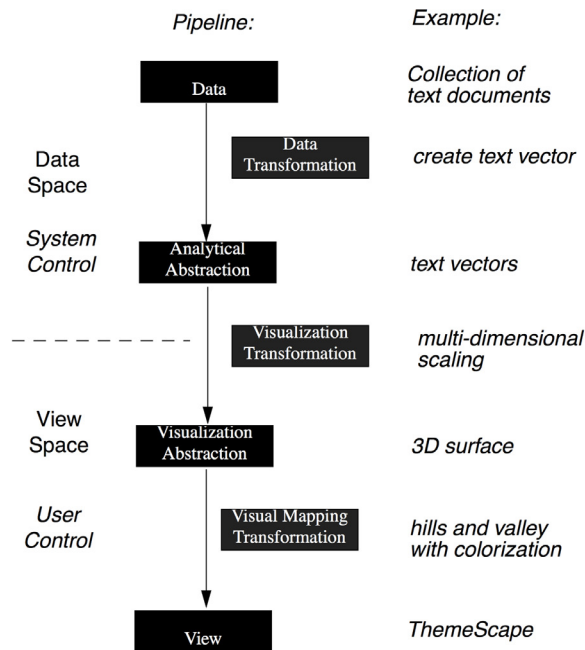 Pipeline:
Example:
Data
Collection of
text documents
Data
Transformation
create text vector
Data
Space
System
Control
Analytical
Abstraction
text vectors
Visualization
Transformation
multi-dimensional
scaling
View
Space
Visualization
Abstraction
3D surface
User
Control
Visual Mapping
Transformation
hills and valley
with colorization
View
ThemeScape